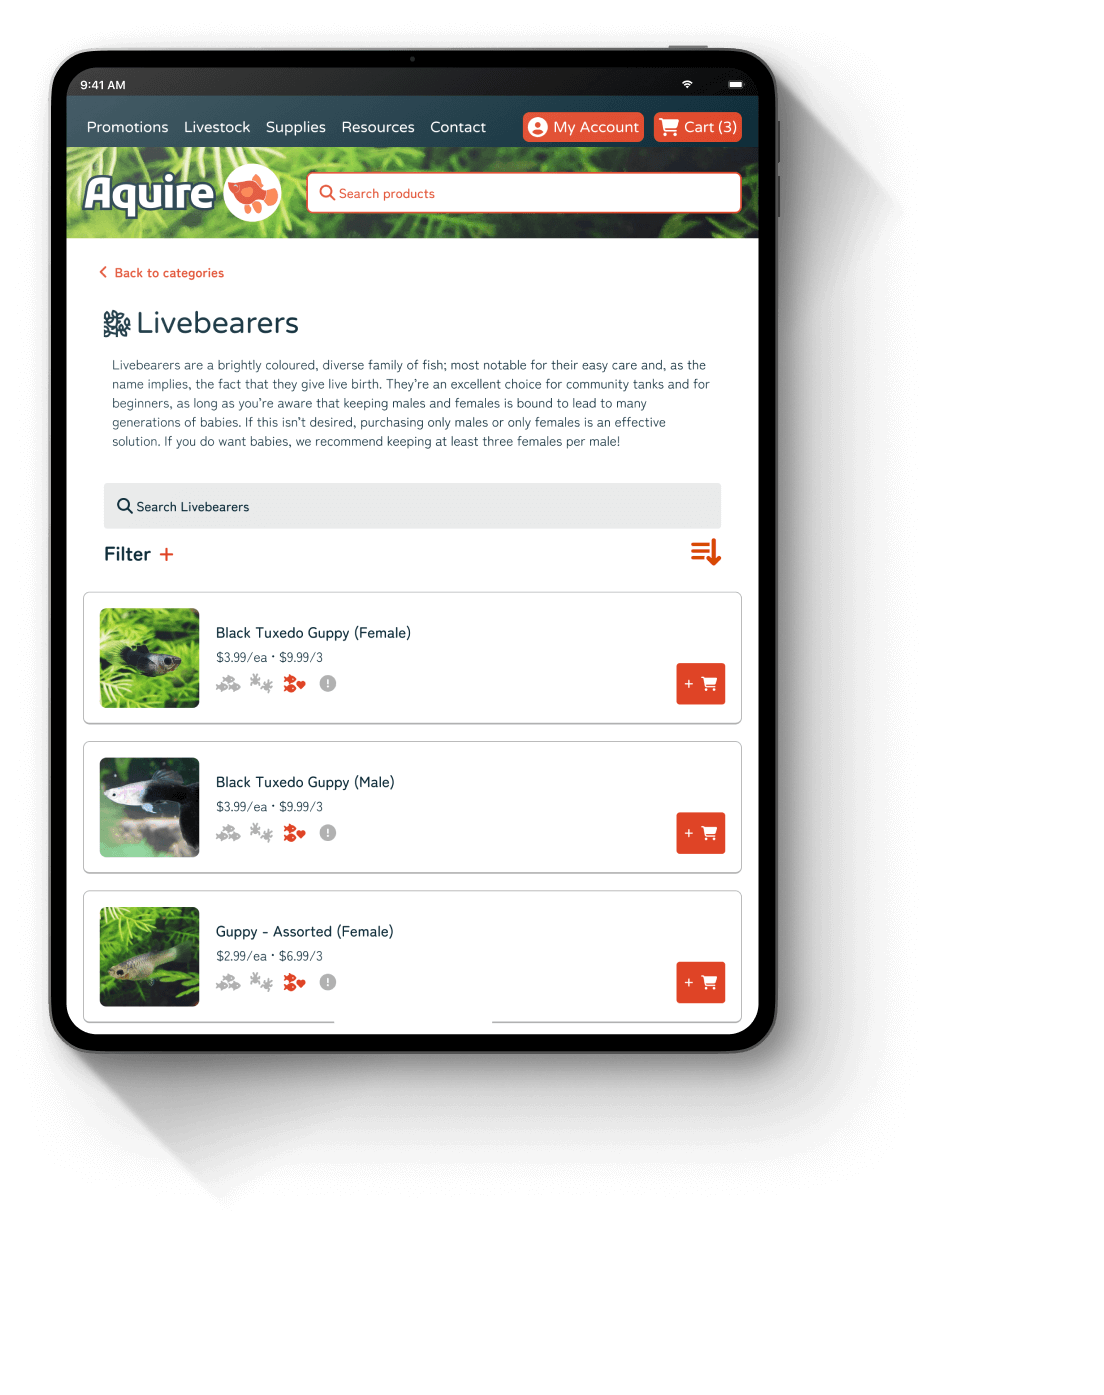 9:41 AM
Promotions Livestock Supplies Resources Contact My Account Cart (3)
Aquire Search products
Back to categories
Livebearers
Livebearers are a brightly coloured, diverse family of fish; most notable for their easy care and, as the
name implies, the fact that they give live birth. They're an excellent choice for community tanks and for
beginners, as long as you're aware that keeping males and females is bound to lead to many
generations of babies. If this isn't desired, purchasing only males or only females is an effective
solution. If you do want babies, we recommend keeping at least three females per male!
Search Livebearers
Filter +
Black Tuxedo Guppy (Female)
$3.99/ea · $9.99/3
+
Black Tuxedo Guppy (Male)
$3.99/ea · $9.99/3
+
Guppy - Assorted (Female)
$2.99/ea · $6.99/3
+